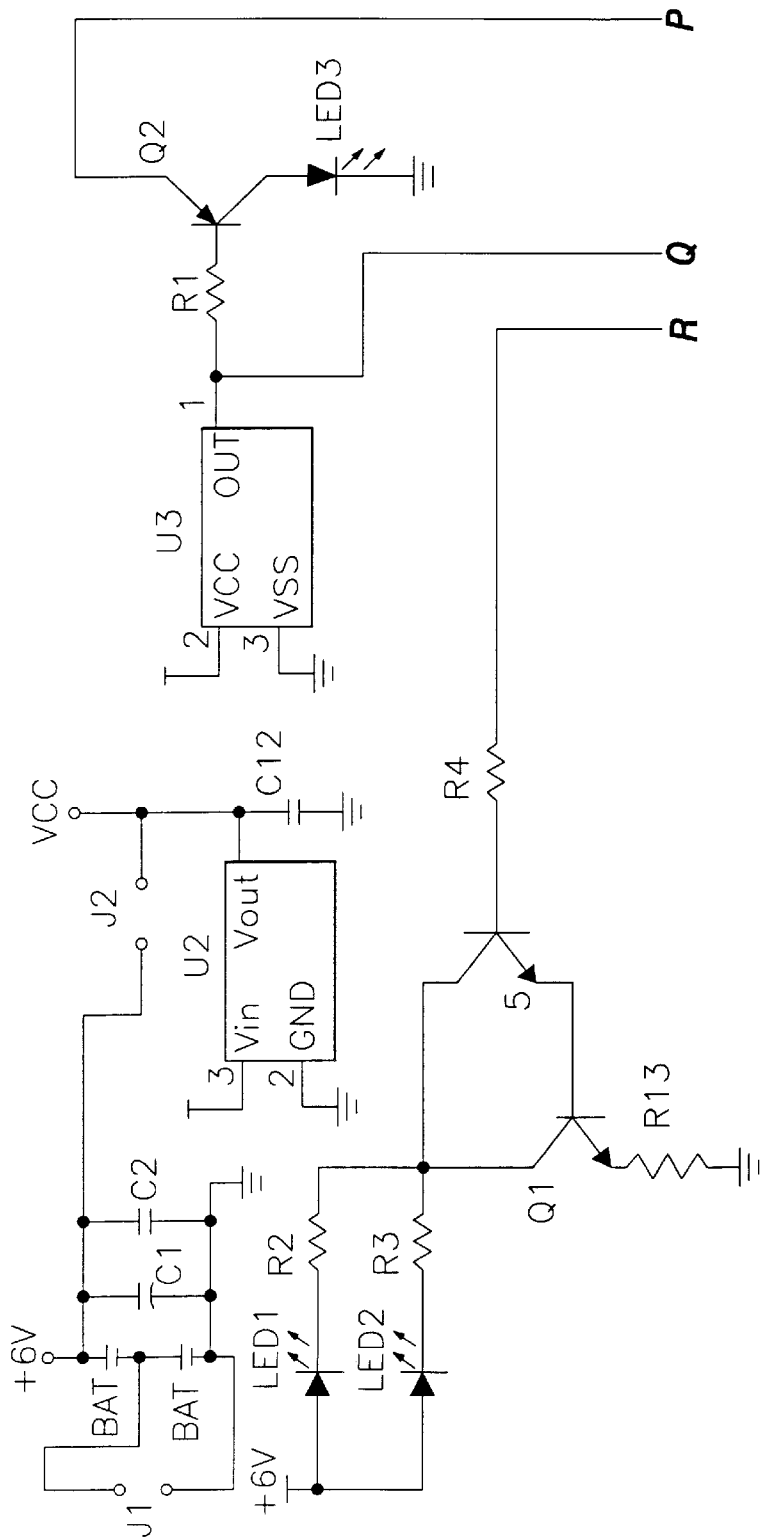 +6V
BAT
BAT
J1
C1
C2
J2
VCC
U2
Vin
Vout
GND
3
2
C12
U3
VCC
OUT
VSS
2
3
1
R1
Q2
LED3
+6V
LED1
LED2
R2
R3
Q1
5
R13
R4
R
Q
P